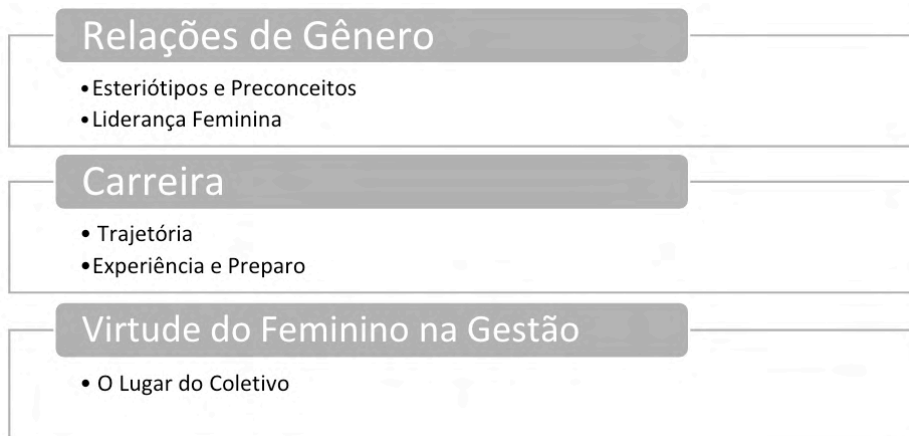 Relações de Gênero
•Esteriótipos e Preconceitos
•Liderança Feminina
Carreira
• Trajetória
•Experiência e Preparo
Virtude do Feminino na Gestão
• O Lugar do Coletivo